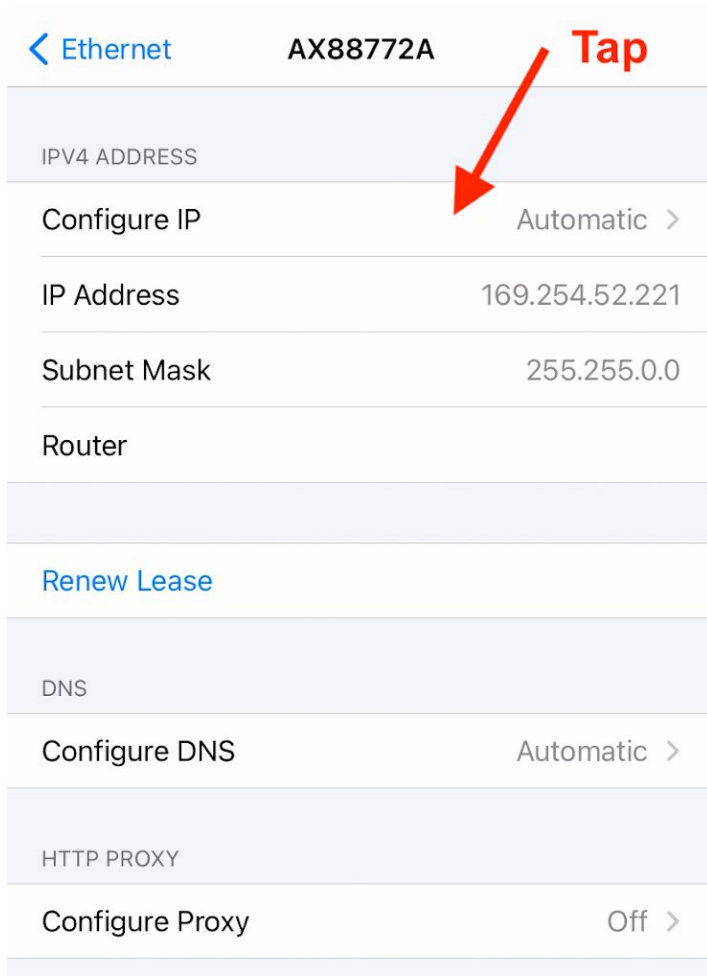 Ethernet AX88772A Tap
IPV4 ADDRESS
Configure IP Automatic
IP Address 169.254.52.221
Subnet Mask 255.255.0.0
Router
Renew Lease
DNS
Configure DNS Automatic
HTTP PROXY
Configure Proxy Off